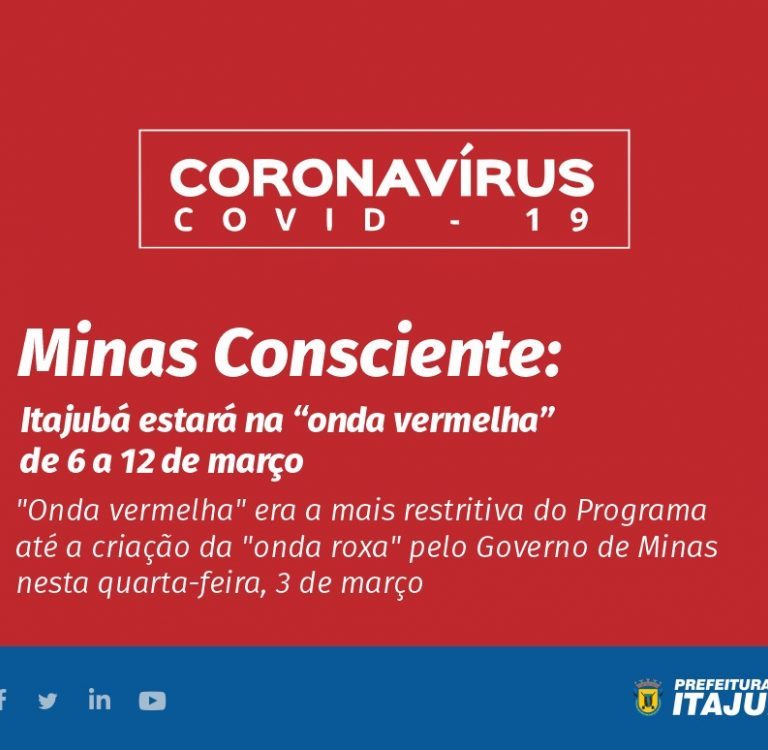 CORONAVÍRUS
COVID - 19
Minas Consciente:
Itajubá estará na “onda vermelha”
de 6 a 12 de março
"Onda vermelha" era a mais restritiva do Programa
até a criação da "onda roxa" pelo Governo de Minas
nesta quarta-feira, 3 de março
PREFEITURA
ITAJU